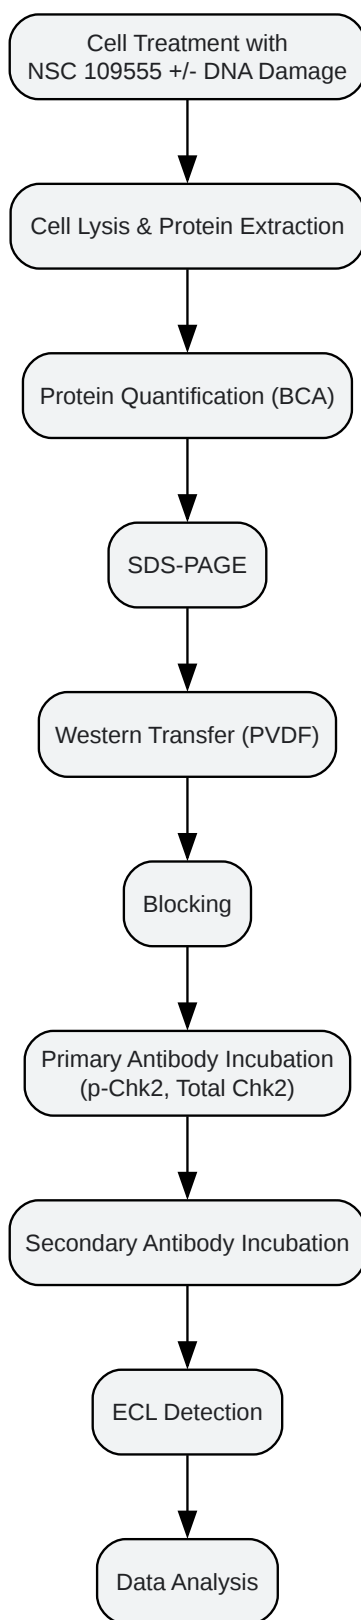 Cell Treatment with
NSC 109555 +/- DNA Damage
Cell Lysis & Protein Extraction
Protein Quantification (BCA)
SDS-PAGE
Western Transfer (PVDF)
Blocking
Primary Antibody Incubation
(p-Chk2, Total Chk2)
Secondary Antibody Incubation
ECL Detection
Data Analysis